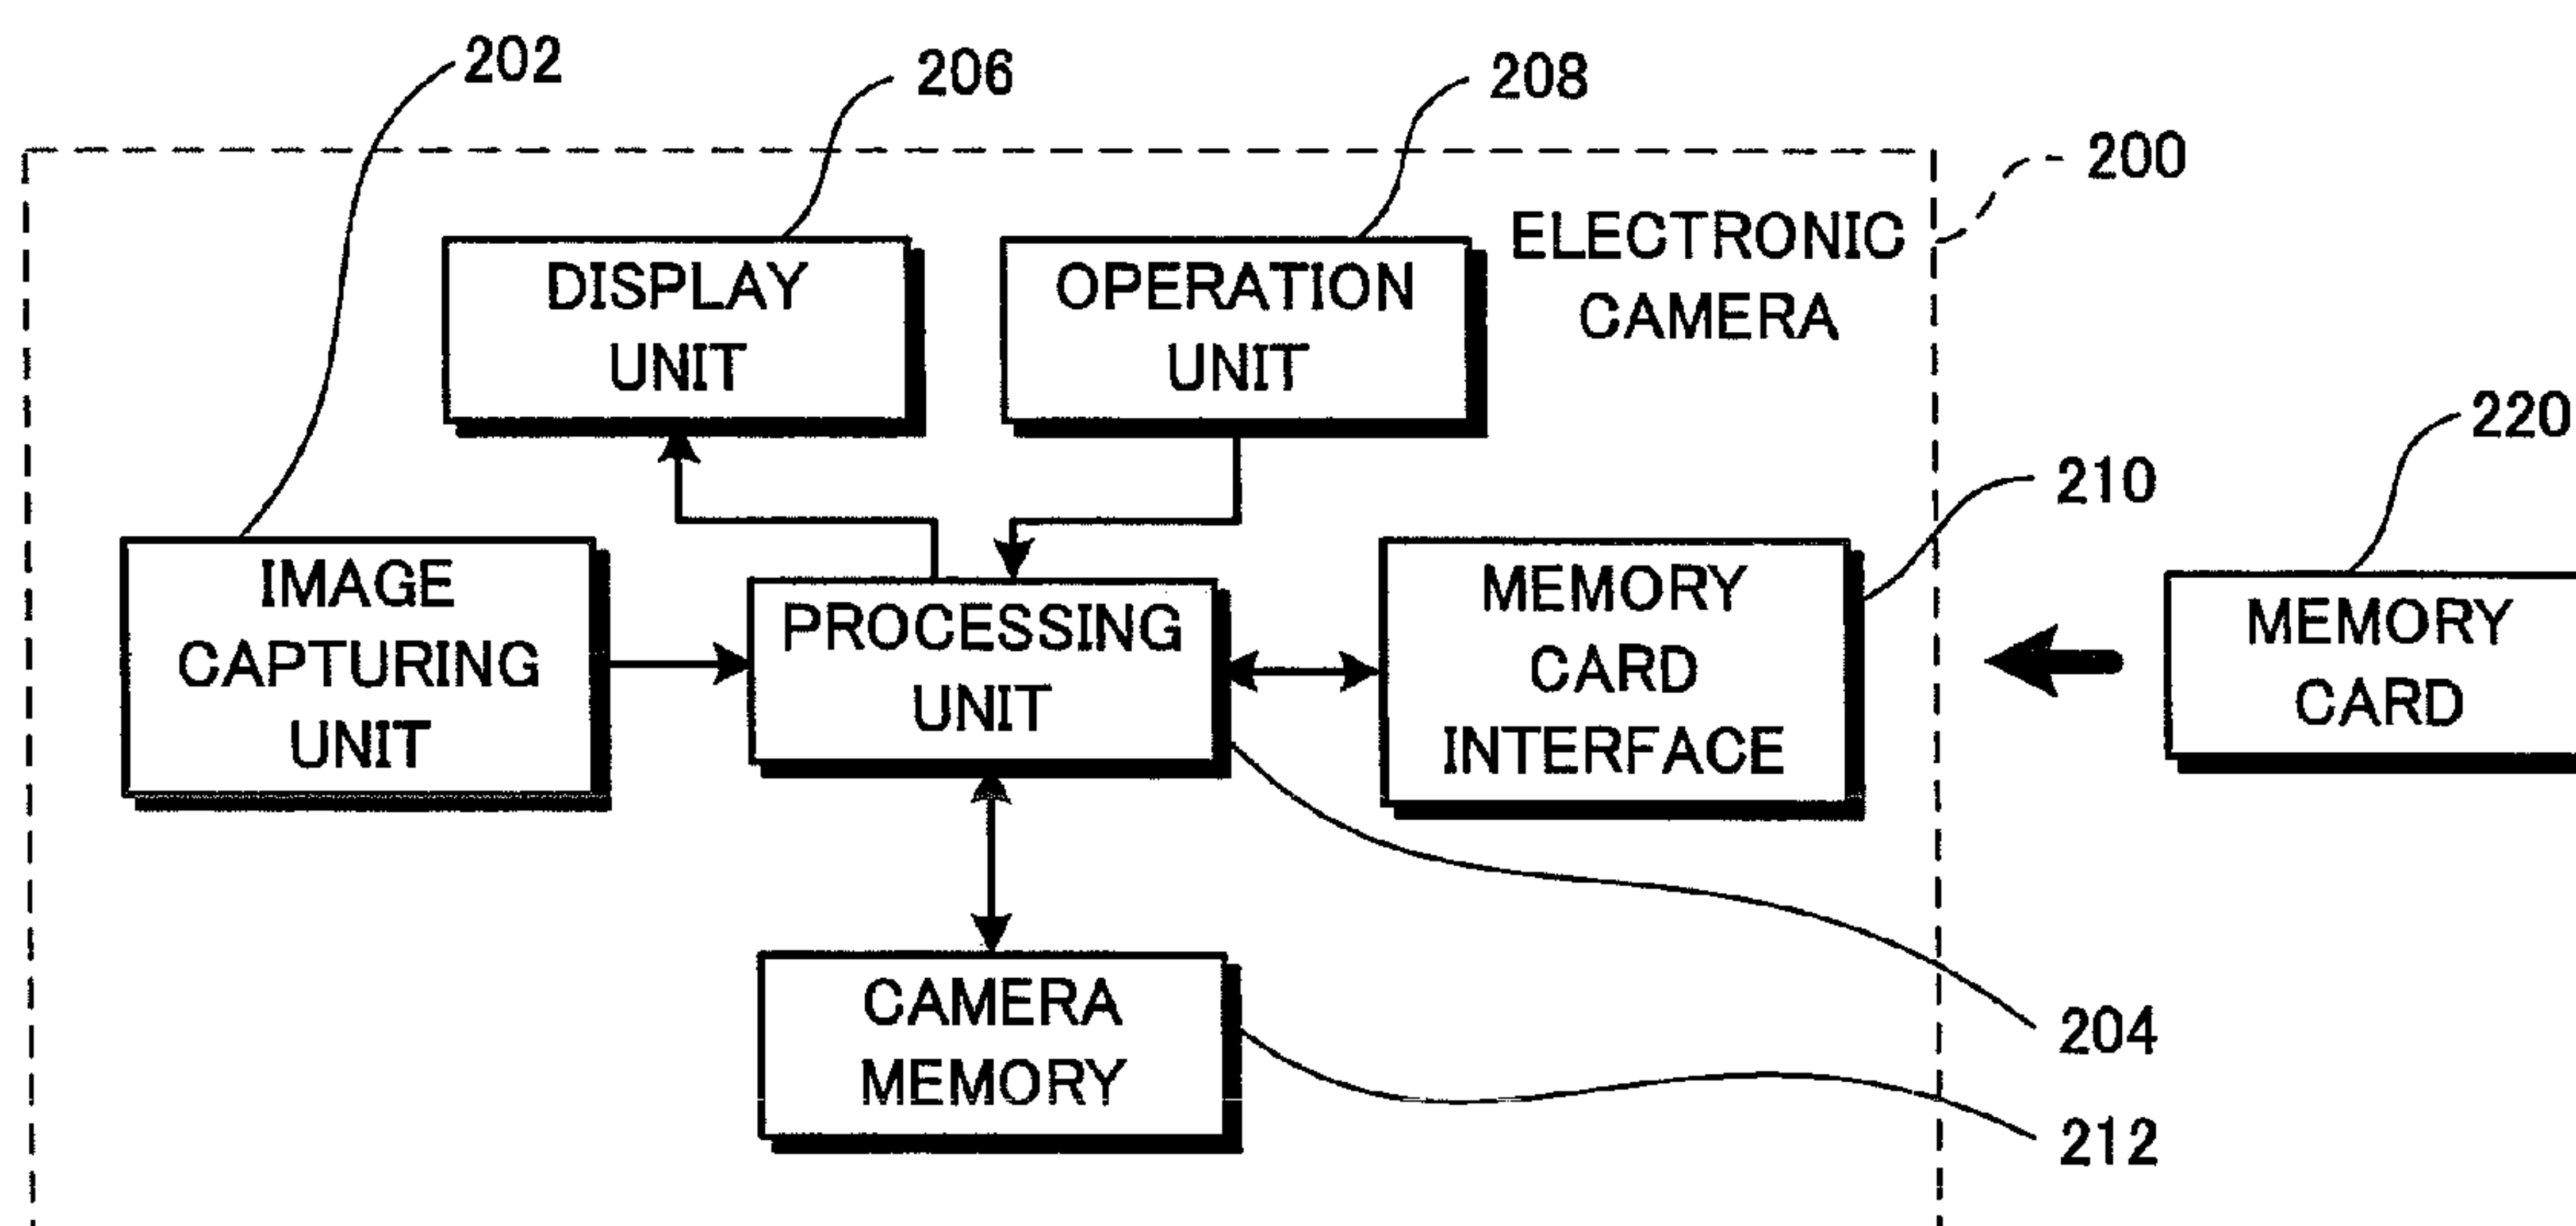 202
206
208
200
ELECTRONIC
CAMERA
DISPLAY
UNIT
OPERATION
UNIT
220
210
IMAGE
CAPTURING
UNIT
PROCESSING
UNIT
MEMORY
CARD
INTERFACE
MEMORY
CARD
CAMERA
MEMORY
204
212